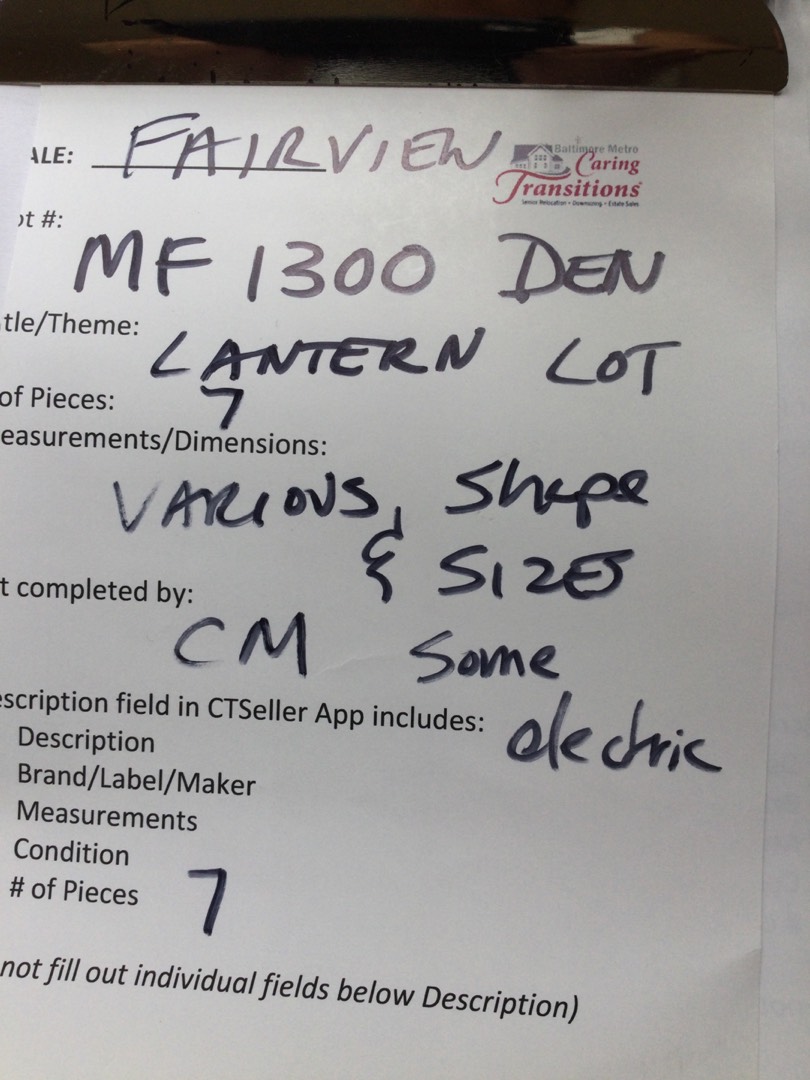 ALE: FAIRVIEW
Baltimore Metro
Caring
Transitions
Senior Relocation • Downsizing • Estate Sales
ot #:
MF 1300 DEN
tle/Theme:
LANTERN LOT
of Pieces: 7
easurements/Dimensions:
VARIOUS, Shape
& SIZES
t completed by:
CM Some
escription field in CTSeller App includes: electric
Description
Brand/Label/Maker
Measurements
Condition
# of Pieces 7
not fill out individual fields below Description)